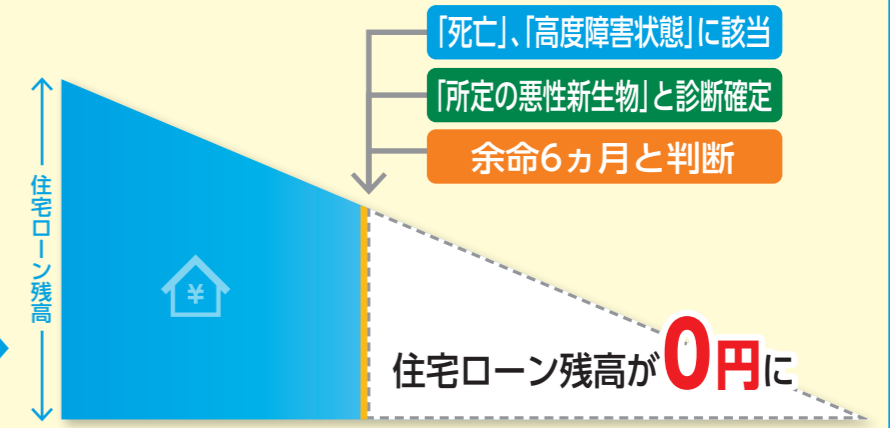 「死亡」、「高度障害状態」に該当
「所定の悪性新生物」と診断確定
余命6ヵ月と判断
住宅ローン残高
¥
住宅ローン残高が0円に